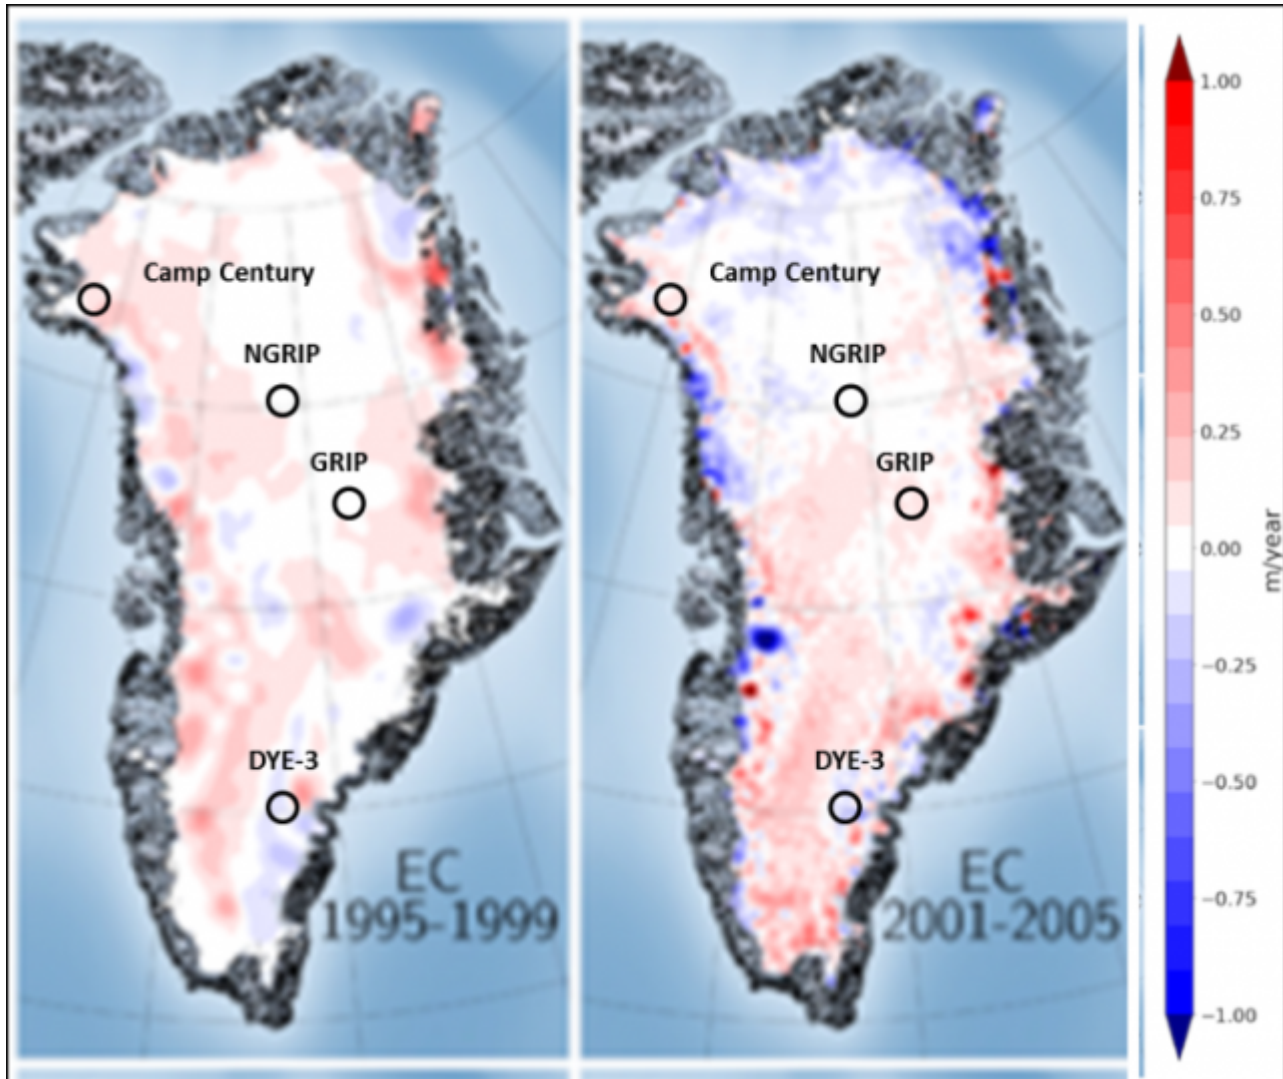 Camp Century
NGRIP
GRIP
DYE-3
EC
1995-1999
Camp Century
NGRIP
GRIP
DYE-3
EC
2001-2005
1.00
0.75
0.50
0.25
0.00
−0.25
−0.50
−0.75
−1.00
m/year